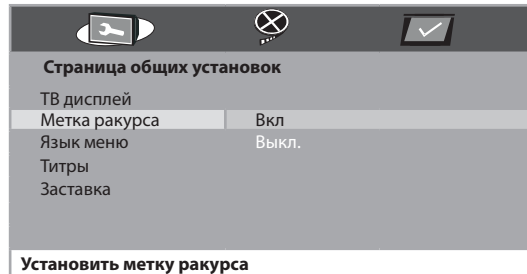 Страница общих установок
ТВ дисплей
Метка ракурса Вкл
Язык меню Выкл.
Титры
Заставка
Установить метку ракурса